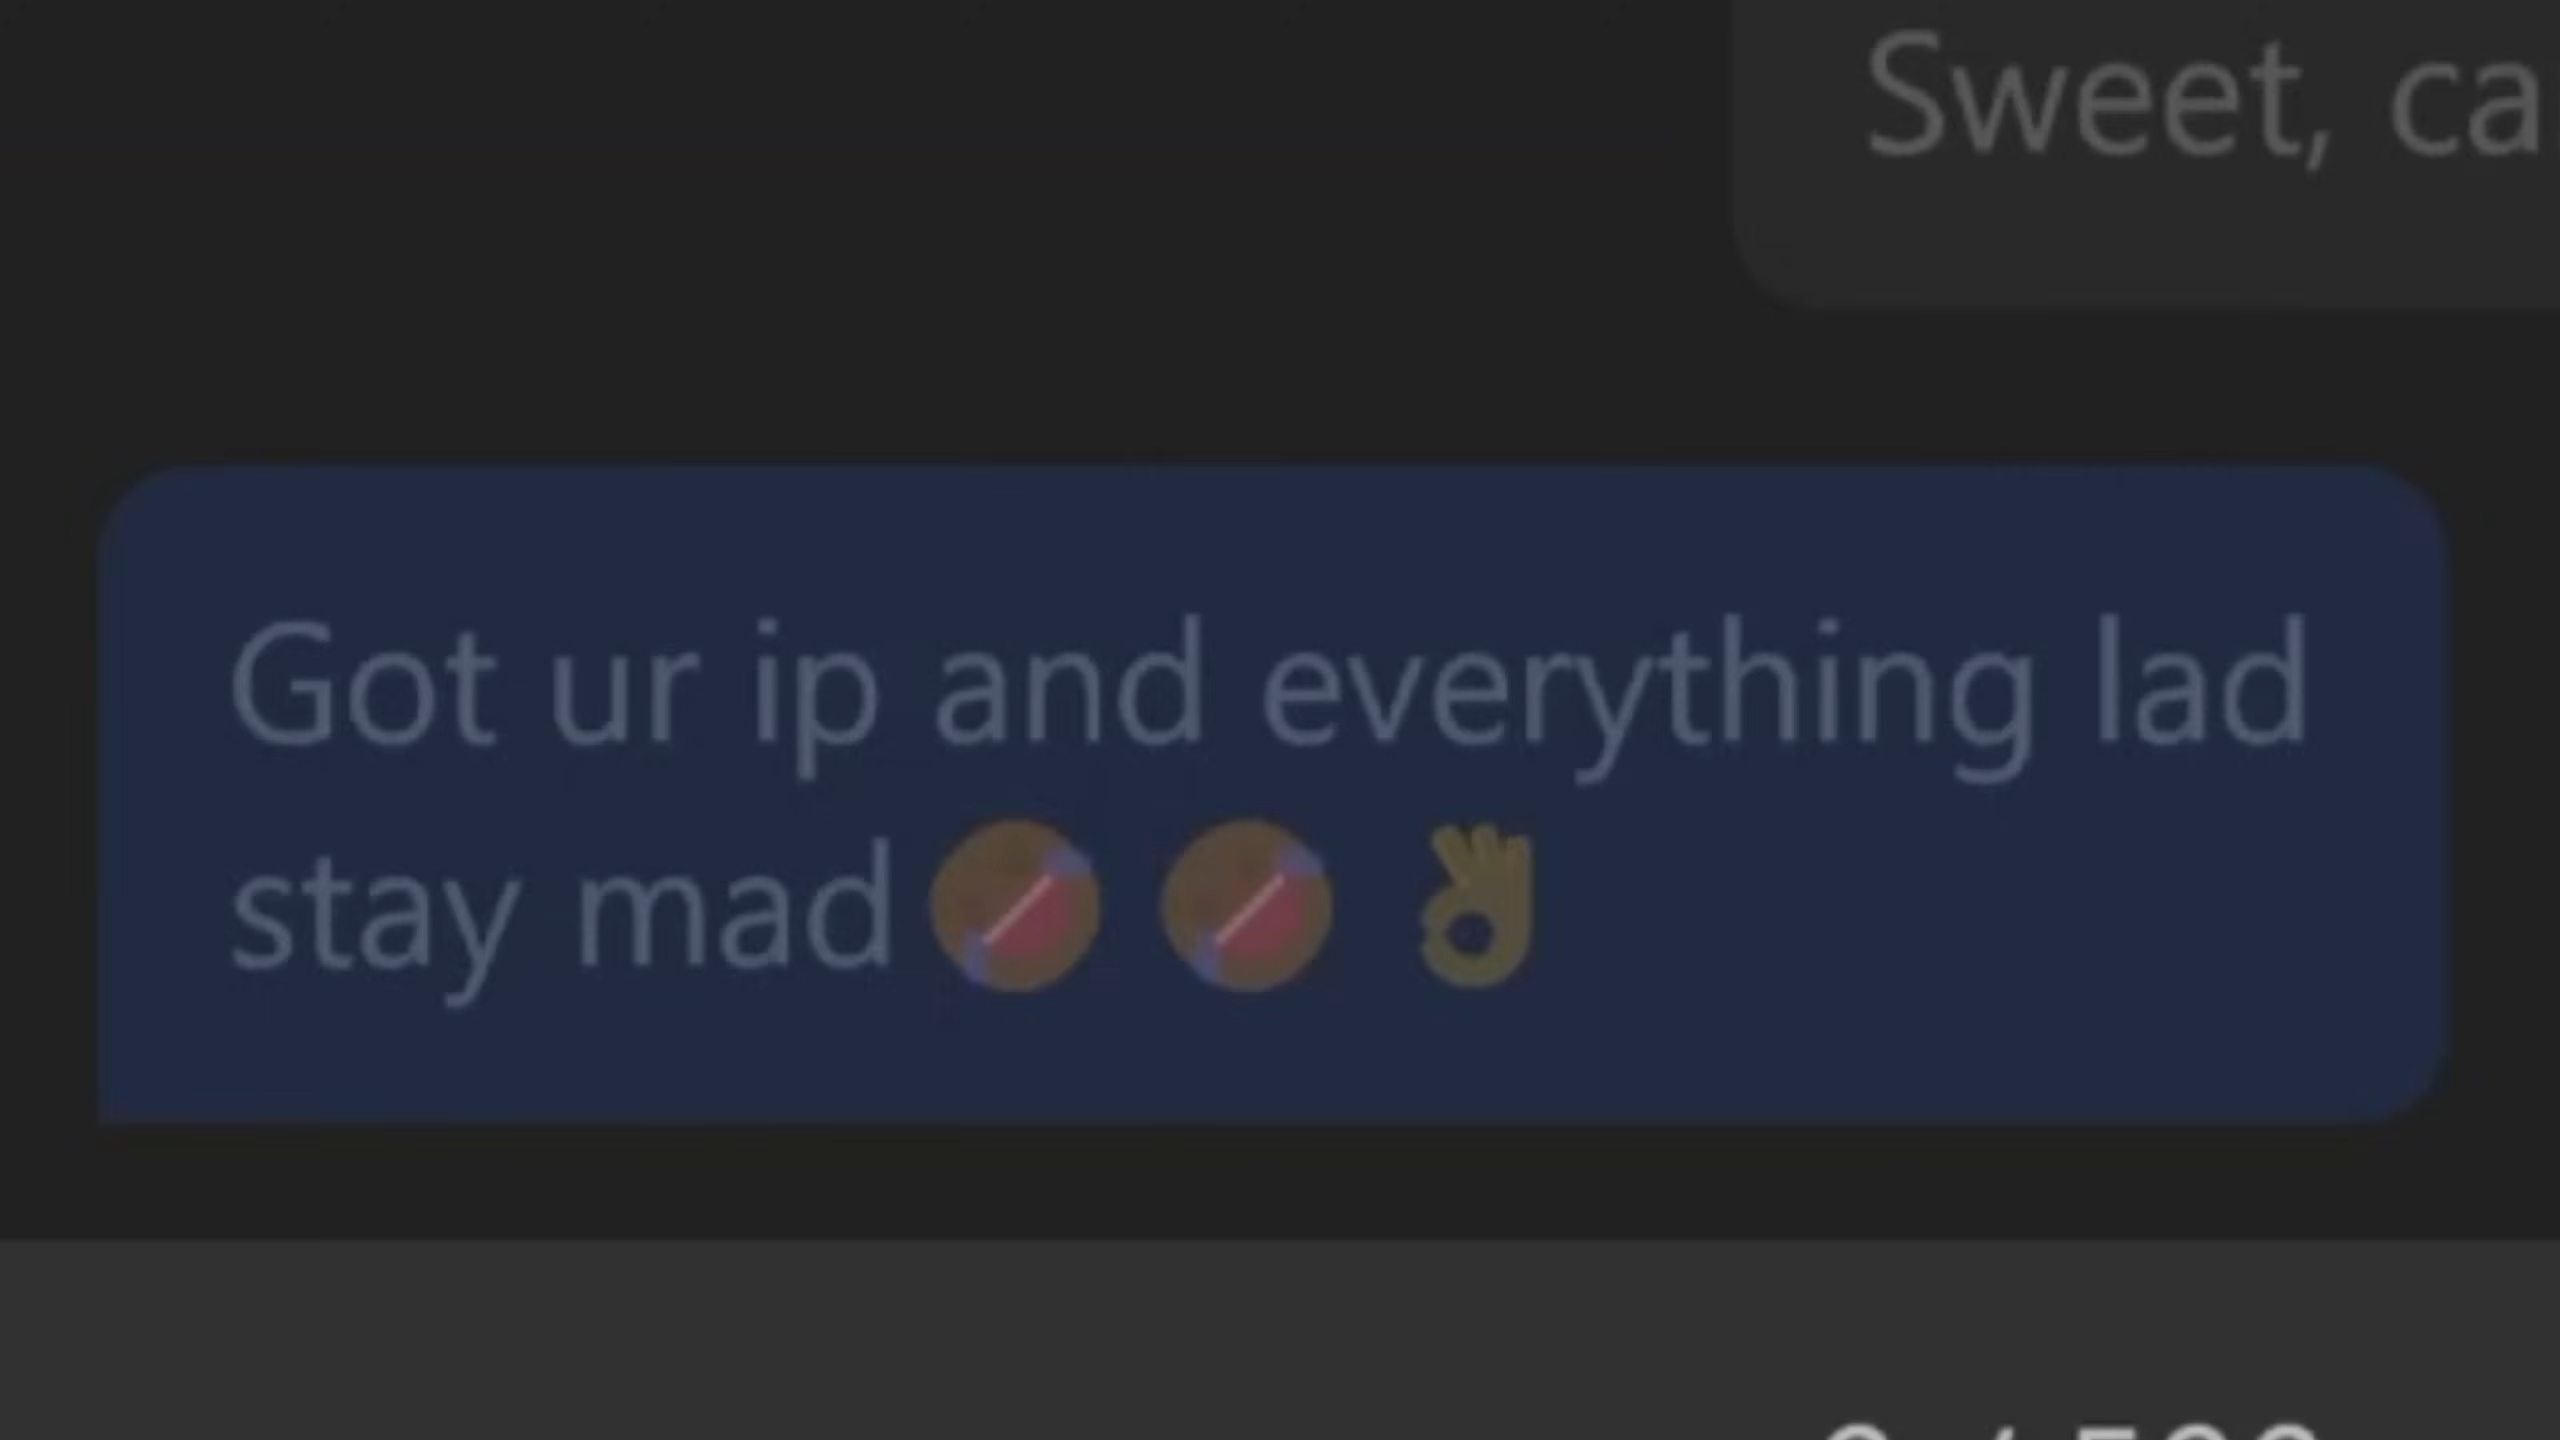 Sweet, ca
Got ur ip and everything lad
stay mad 🤣 🤣 👌